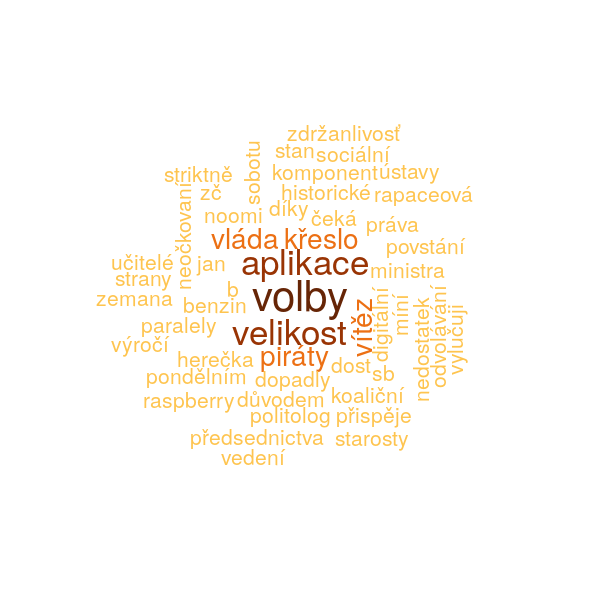 zdržanlivosť
stan sociální
striktně sobotu komponent ústavy
zč historické rapaceová
neočkovaní noomi díky čeká práva
vláda křeslo povstání
učitelé jan aplikace ministra
strany
zemana b volby
benzín digitální míní
paralely velikost vítěz nedostatek odvolávání vylučují
výročí
herečka piráty dost
pondělním dopadly sb
raspberry důvodem koaliční
politolog přispěje
předsednictva starosty
vedení